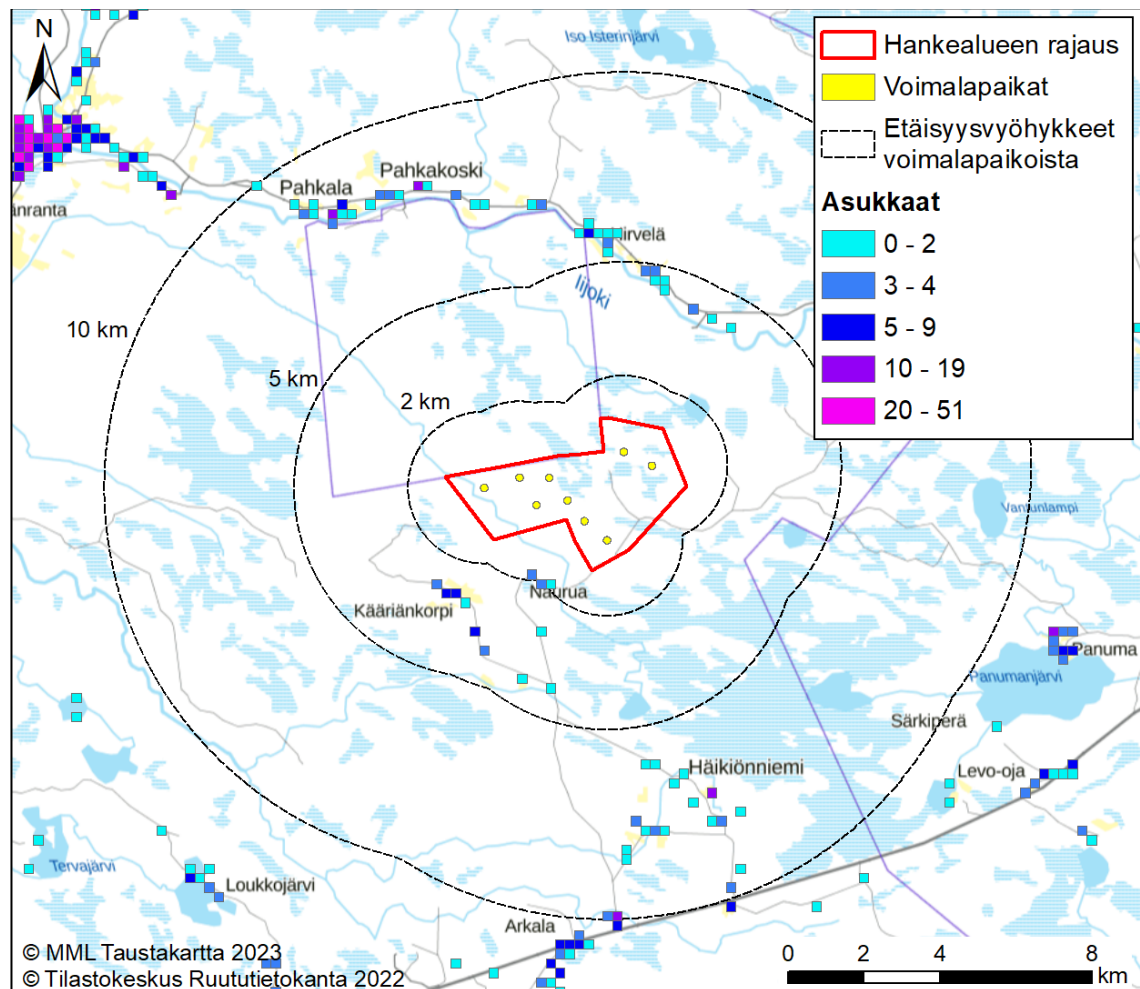 N
Iso Isterinjärvi
Hankealueen rajaus
Voimalapaikat
Etäisyysvyöhykkeet
voimalapaikoista
Asukkaat
0 - 2
3 - 4
5 - 9
10 - 19
20 - 51
Pahkakoski
Pahkala
änranta
Iijoki
10 km
5 km
2 km
Vantunlampi
Naurua
Kääriänkorpi
Panuma
Panumanjärvi
Särkiperä
Häikiönniemi
Levo-oja
Tervajärvi
Loukkojärvi
Arkala
© MML Taustakartta 2023
© Tilastokeskus Ruututietokanta 2022
0 2 4 8
km